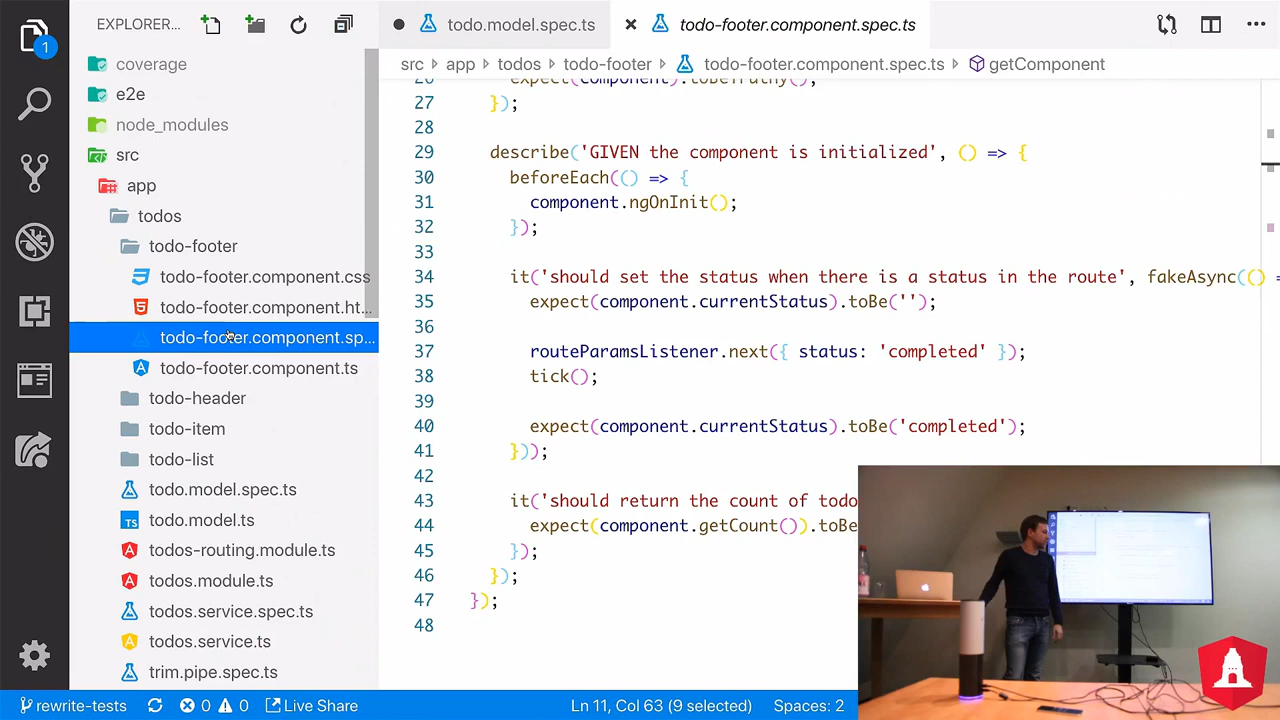 EXPLORER...
todo.model.spec.ts
todo-footer.component.spec.ts
1
src
app
todos
todo-footer
todo-footer.component.spec.ts
getComponent
coverage
e2e
node_modules
src
app
todos
todo-footer
todo-footer.component.css
todo-footer.component.ht...
todo-footer.component.sp...
todo-footer.component.ts
todo-header
todo-item
todo-list
todo.model.spec.ts
TS todo.model.ts
todos-routing.module.ts
todos.module.ts
todos.service.spec.ts
todos.service.ts
trim.pipe.spec.ts
26 expect(component).toBeTruthy();
27 });
28
29 describe('GIVEN the component is initialized', () => {
30 beforeEach(() => {
31 component.ngOnInit();
32 });
33
34 it('should set the status when there is a status in the route', fakeAsync(() =
35 expect(component.currentStatus).toBe('');
36
37 routeParamsListener.next({ status: 'completed' });
38 tick();
39
40 expect(component.currentStatus).toBe('completed');
41 }));
42
43 it('should return the count of todo
44 expect(component.getCount()).toBe
45 });
46 });
47 });
48
rewrite-tests
0
0
Live Share
Ln 11, Col 63 (9 selected)
Spaces: 2